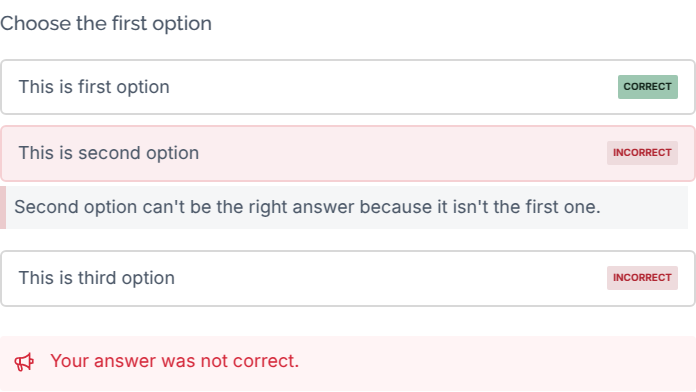 Choose the first option
This is first option CORRECT
This is second option INCORRECT
Second option can't be the right answer because it isn't the first one.
This is third option INCORRECT
Your answer was not correct.